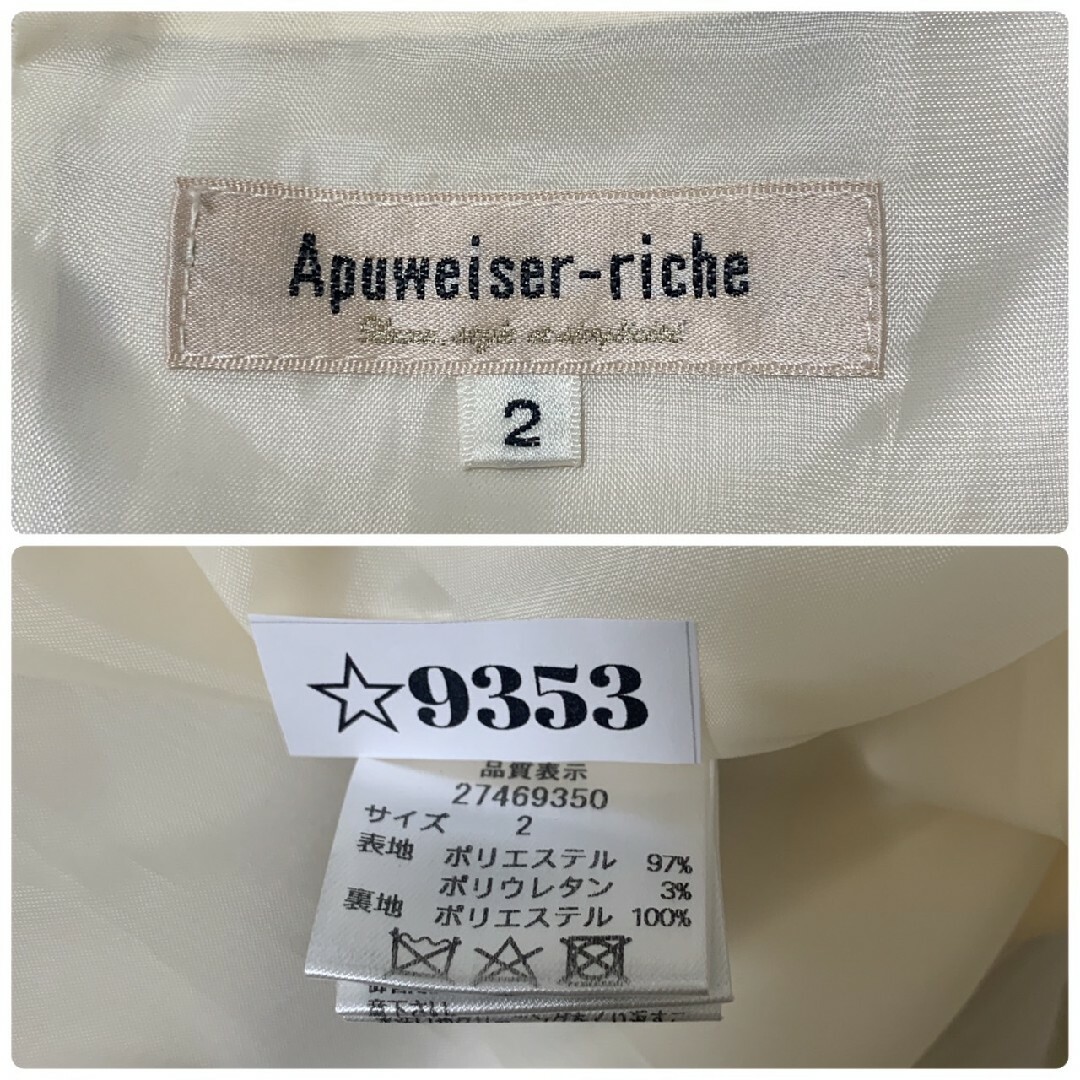 Apuweiser-riche
2
☆9353
品質表示
27469350
サイズ 2
表地 ポリエステル 97%
ポリウレタン 3%
裏地 ポリエステル 100%